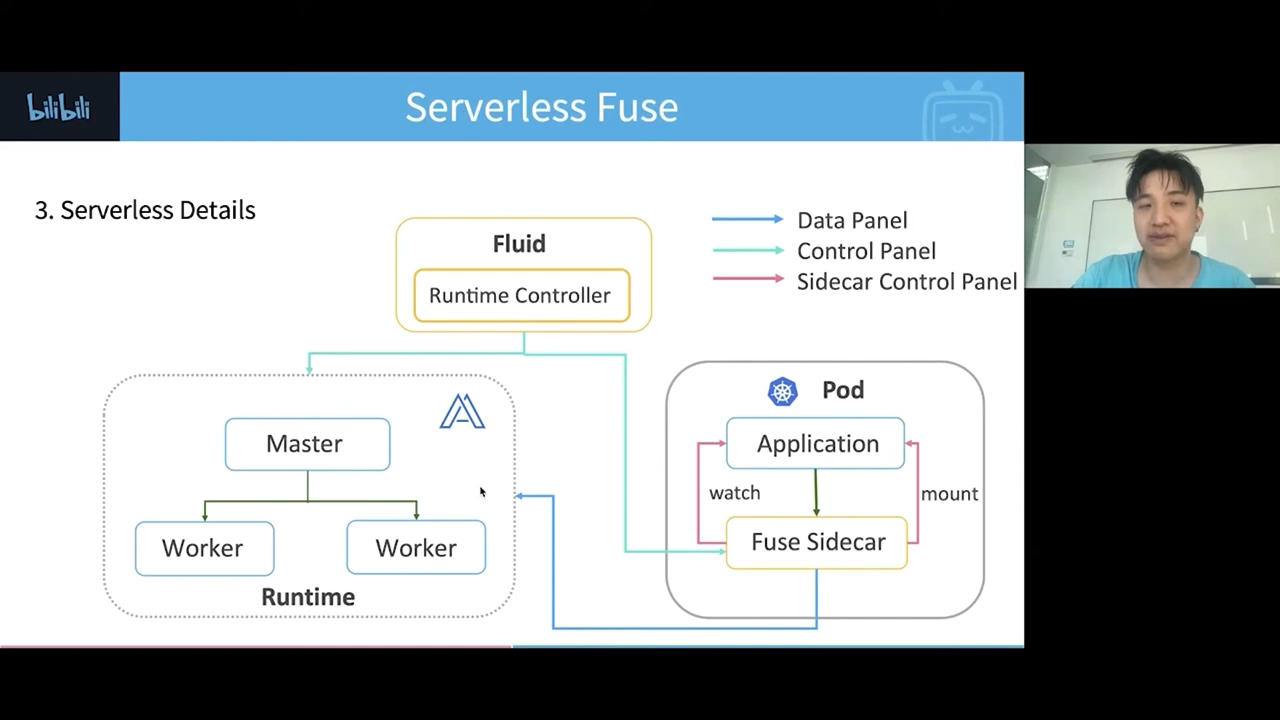 bilibili
Serverless Fuse
3. Serverless Details
Data Panel
Control Panel
Sidecar Control Panel
Fluid
Runtime Controller
Pod
Master
Application
watch
mount
Worker
Worker
Fuse Sidecar
Runtime